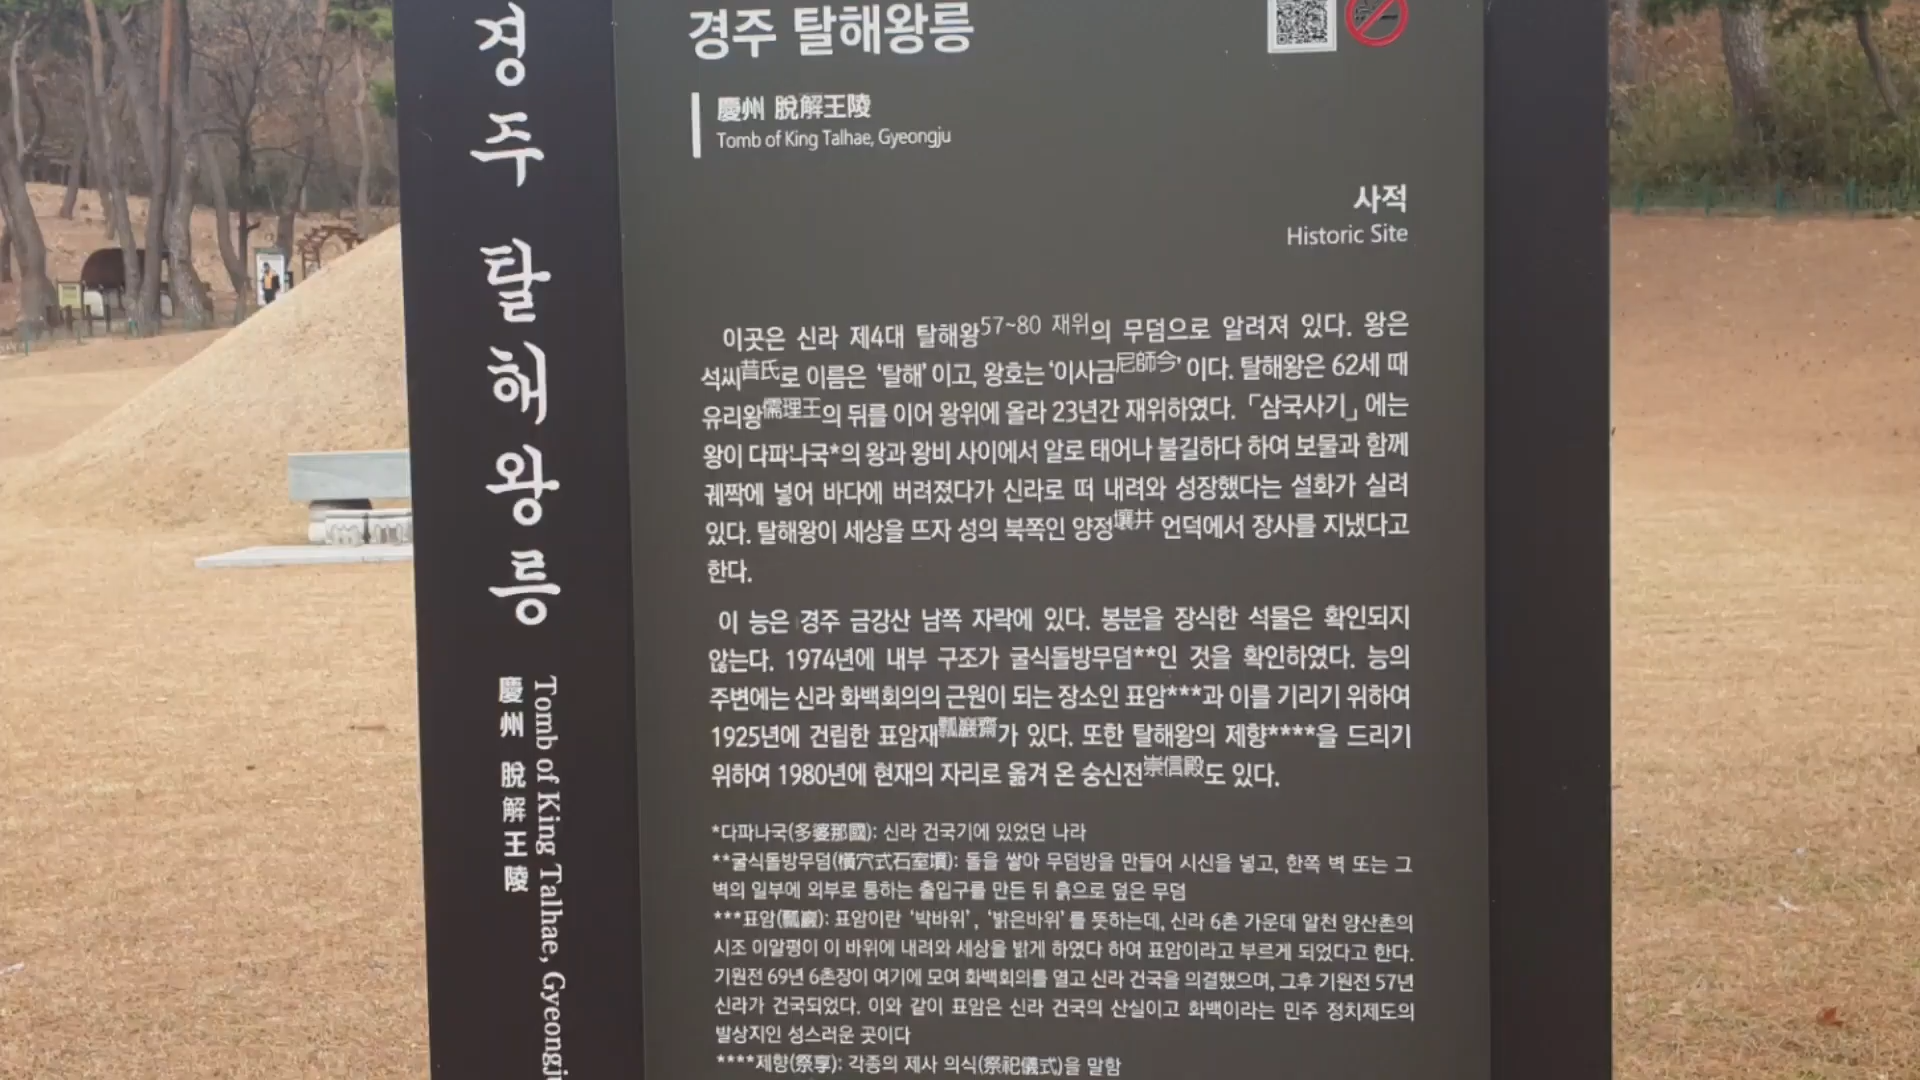 경주 탈해왕릉
慶州 脫解王陵
Tomb of King Talhae, Gyeongju
경주 탈해왕릉
慶州 脫解王陵
Tomb of King Talhae, Gyeongju
사적
Historic Site
이곳은 신라 제4대 탈해왕57~80 재위의 무덤으로 알려져 있다. 왕은
석씨昔氏로 이름은 ‘탈해’이고, 왕호는 ‘이사금尼師今’이다. 탈해왕은 62세 때
유리왕儒理王의 뒤를 이어 왕위에 올라 23년간 재위하였다. 「삼국사기」에는
왕이 다파나국*의 왕과 왕비 사이에서 알로 태어나 불길하다 하여 보물과 함께
궤짝에 넣어 바다에 버려졌다가 신라로 떠 내려와 성장했다는 설화가 실려
있다. 탈해왕이 세상을 뜨자 성의 북쪽인 양정壤井 언덕에서 장사를 지냈다고
한다.
이 능은 경주 금강산 남쪽 자락에 있다. 봉분을 장식한 석물은 확인되지
않는다. 1974년에 내부 구조가 굴식돌방무덤**인 것을 확인하였다. 능의
주변에는 신라 화백회의의 근원이 되는 장소인 표암***과 이를 기리기 위하여
1925년에 건립한 표암재瓢巖齋가 있다. 또한 탈해왕의 제향****을 드리기
위하여 1980년에 현재의 자리로 옮겨 온 숭신전崇信殿도 있다.
*다파나국(多婆那國): 신라 건국기에 있었던 나라
**굴식돌방무덤(橫穴式石室墳): 돌을 쌓아 무덤방을 만들어 시신을 넣고, 한쪽 벽 또는 그
벽의 일부에 외부로 통하는 출입구를 만든 뒤 흙으로 덮은 무덤
***표암(瓢巖): 표암이란 ‘박바위’, ‘밝은바위’를 뜻하는데, 신라 6촌 가운데 알천 양산촌의
시조 이알평이 이 바위에 내려와 세상을 밝게 하였다 하여 표암이라고 부르게 되었다고 한다.
기원전 69년 6촌장이 여기에 모여 화백회의를 열고 신라 건국을 의결했으며, 그후 기원전 57년
신라가 건국되었다. 이와 같이 표암은 신라 건국의 산실이고 화백이라는 민주 정치제도의
발상지인 성스러운 곳이다
****제향(祭享): 각종의 제사 의식(祭祀儀式)을 말함